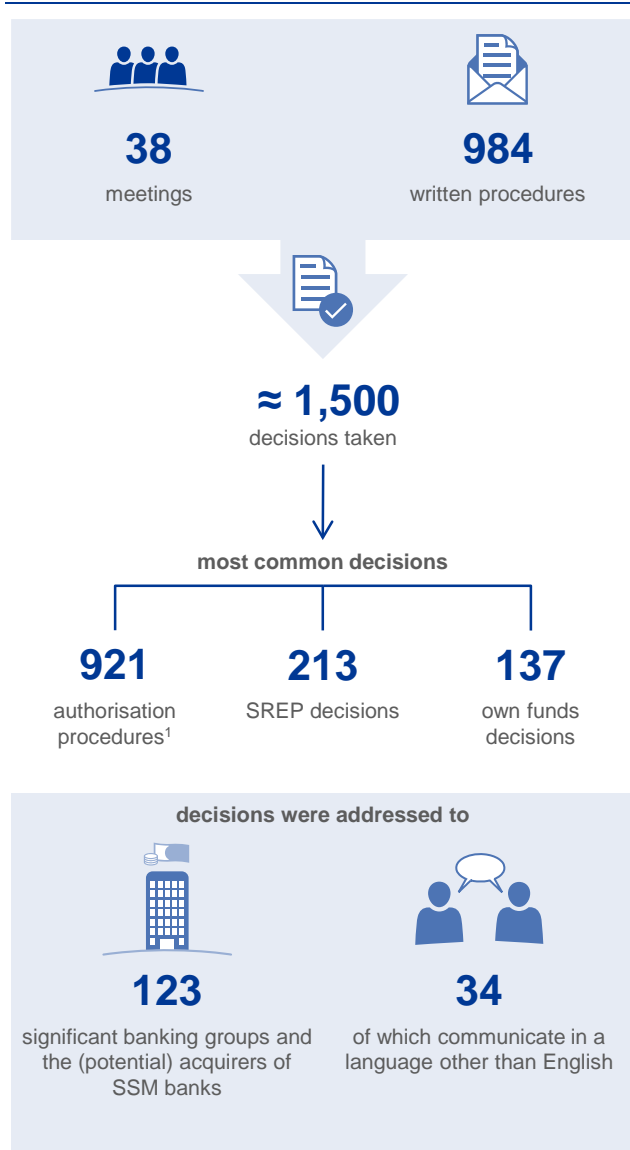 38
meetings
984
written procedures
≈ 1,500
decisions taken
most common decisions
921
authorisation
procedures¹
213
SREP decisions
137
own funds
decisions
decisions were addressed to
123
significant banking groups and
the (potential) acquirers of
SSM banks
34
of which communicate in a
language other than English